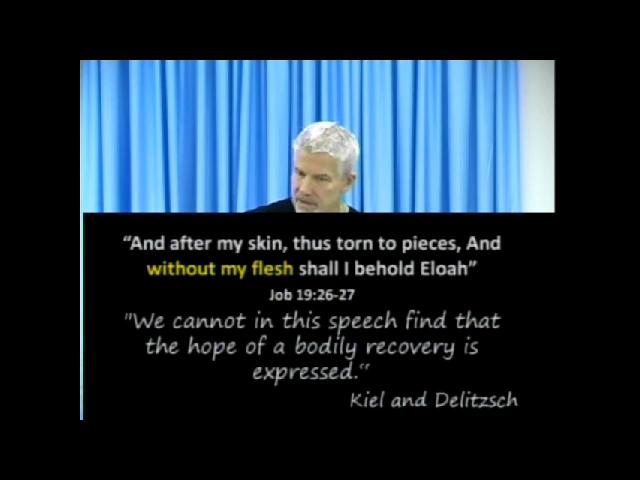 “And after my skin, thus torn to pieces, And
without my flesh shall I behold Eloah”
Job 19:26-27
"We cannot in this speech find that
the hope of a bodily recovery is
expressed.“
Kiel and Delitzsch